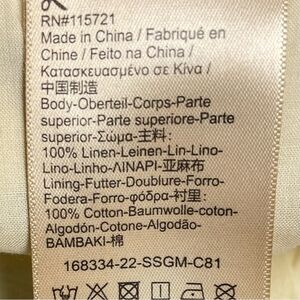 RN#115721
Made in China / Fabriqué en
Chine / Feito na China /
Κατασκευασμένο σε Κίνα /
中国制造
Body-Oberteil-Corps-Parte
superior-Parte superiore-Parte
superior-Σώμα-主料:
100% Linen-Leinen-Lin-Lino-
Lino-Linho-ΛΙΝΑΡΙ-亚麻布
Lining-Futter-Doublure-Forro-
Fodera-Forro-φόδρα-衬里:
100% Cotton-Baumwolle-coton-
Algodón-Cotone-Algodão-
ΒΑΜΒΑΚΙ-棉
168334-22-SSGM-C81